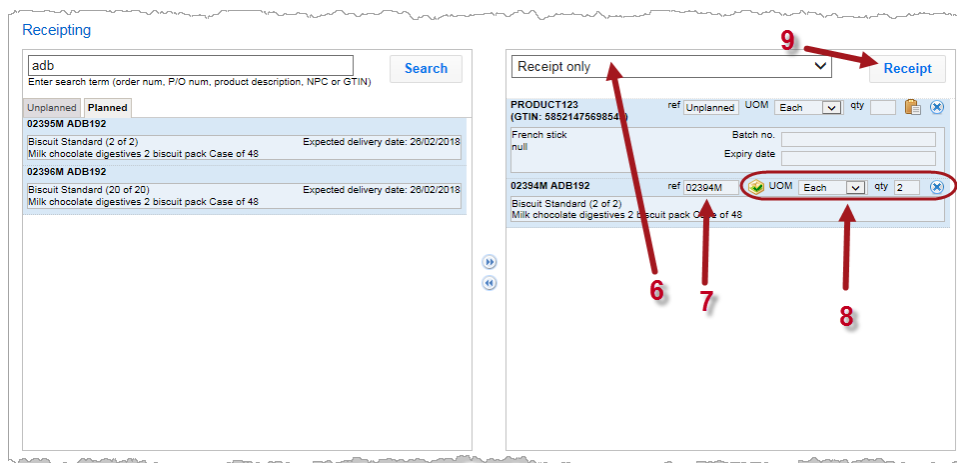 Receipting
adb
Search
Enter search term (order num, P/O num, product description, NPC or GTIN)
Unplanned Planned
02395M ADB192
Biscuit Standard (2 of 2) Expected delivery date: 26/02/2018
Milk chocolate digestives 2 biscuit pack Case of 48
02396M ADB192
Biscuit Standard (20 of 20) Expected delivery date: 26/02/2018
Milk chocolate digestives 2 biscuit pack Case of 48
9
Receipt only
Receipt
PRODUCT123 ref Unplanned UOM Each qty
(GTIN:
French stick Batch no.
null Expiry date
02394M ADB192 ref 02394M UOM Each qty 2
Biscuit Standard (2 of 2)
Milk chocolate digestives 2 biscuit pack Case of 48
6
7
8